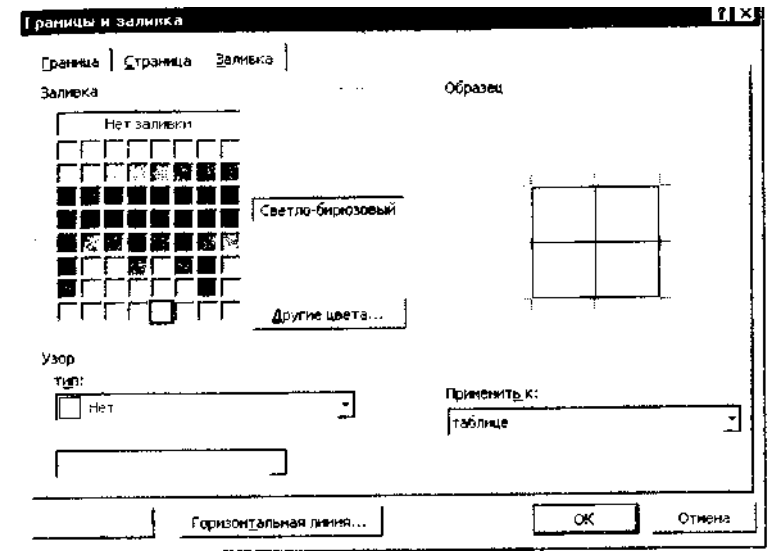 Границы и заливка
Граница Страница Заливка
Заливка
Образец
Нет заливки
Светло-бирюзовый
Другие цвета...
Узор
тип:
Нет
Применить к:
таблице
Горизонтальная линия...
ОК
Отмена